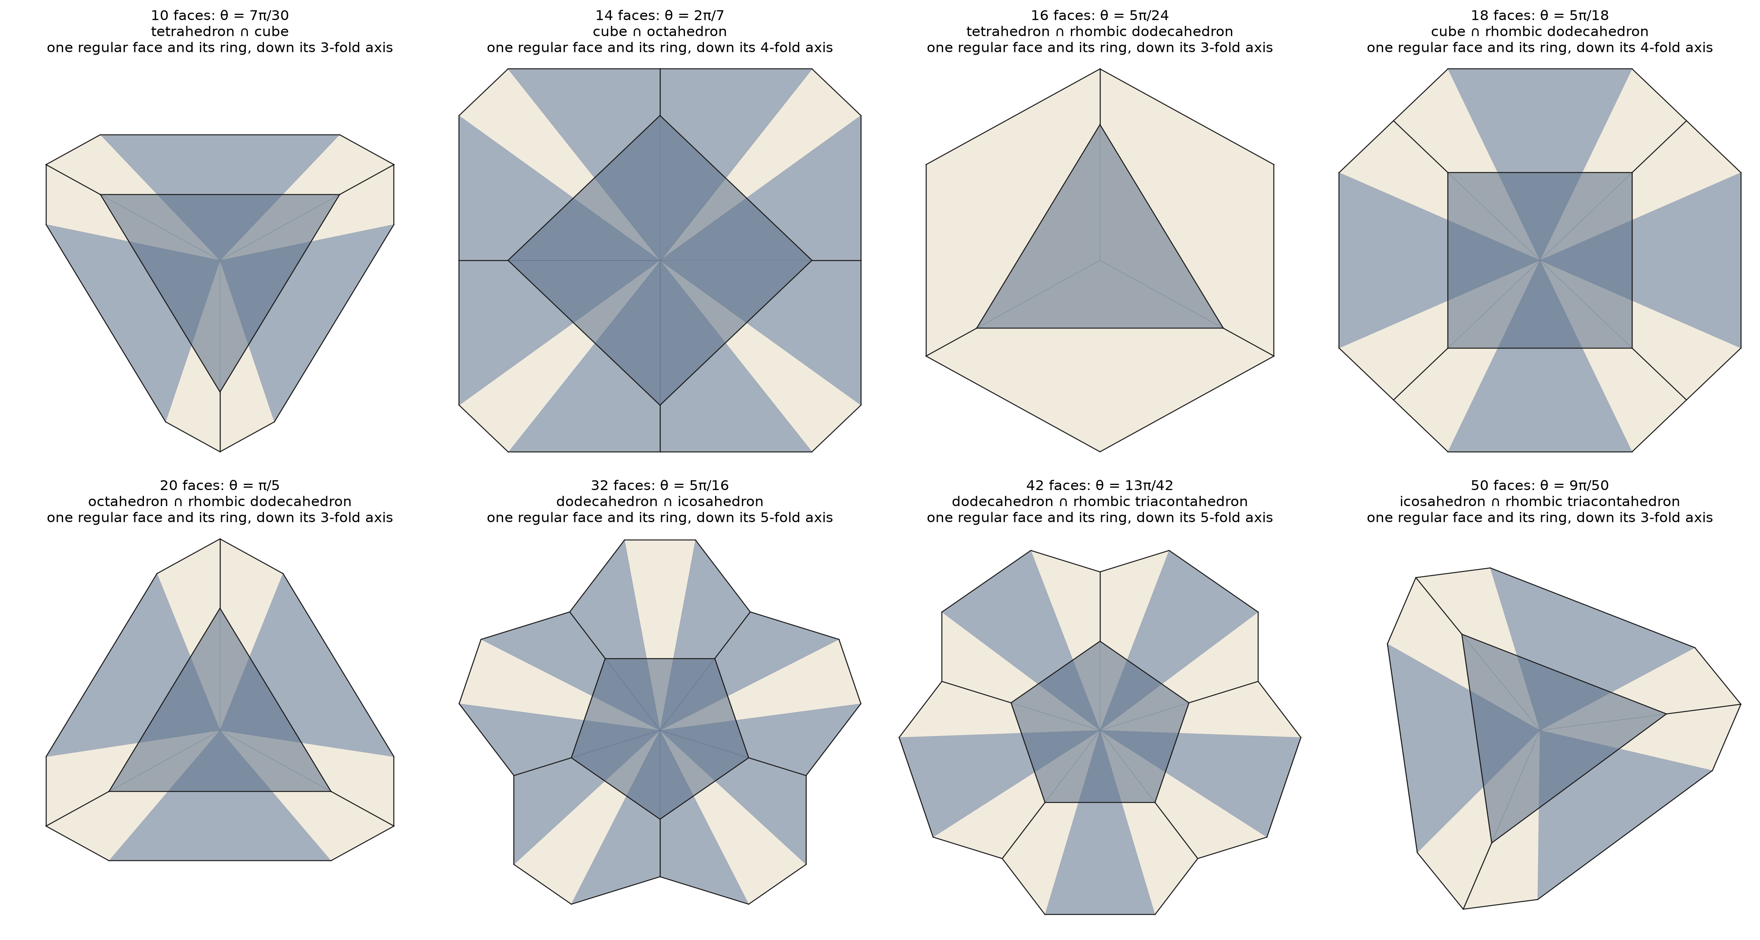 10 faces: θ = 7π/30
tetrahedron ∩ cube
one regular face and its ring, down its 3-fold axis
14 faces: θ = 2π/7
cube ∩ octahedron
one regular face and its ring, down its 4-fold axis
16 faces: θ = 5π/24
tetrahedron ∩ rhombic dodecahedron
one regular face and its ring, down its 3-fold axis
18 faces: θ = 5π/18
cube ∩ rhombic dodecahedron
one regular face and its ring, down its 4-fold axis
20 faces: θ = π/5
octahedron ∩ rhombic dodecahedron
one regular face and its ring, down its 3-fold axis
32 faces: θ = 5π/16
dodecahedron ∩ icosahedron
one regular face and its ring, down its 5-fold axis
42 faces: θ = 13π/42
dodecahedron ∩ rhombic triacontahedron
one regular face and its ring, down its 5-fold axis
50 faces: θ = 9π/50
icosahedron ∩ rhombic triacontahedron
one regular face and its ring, down its 3-fold axis